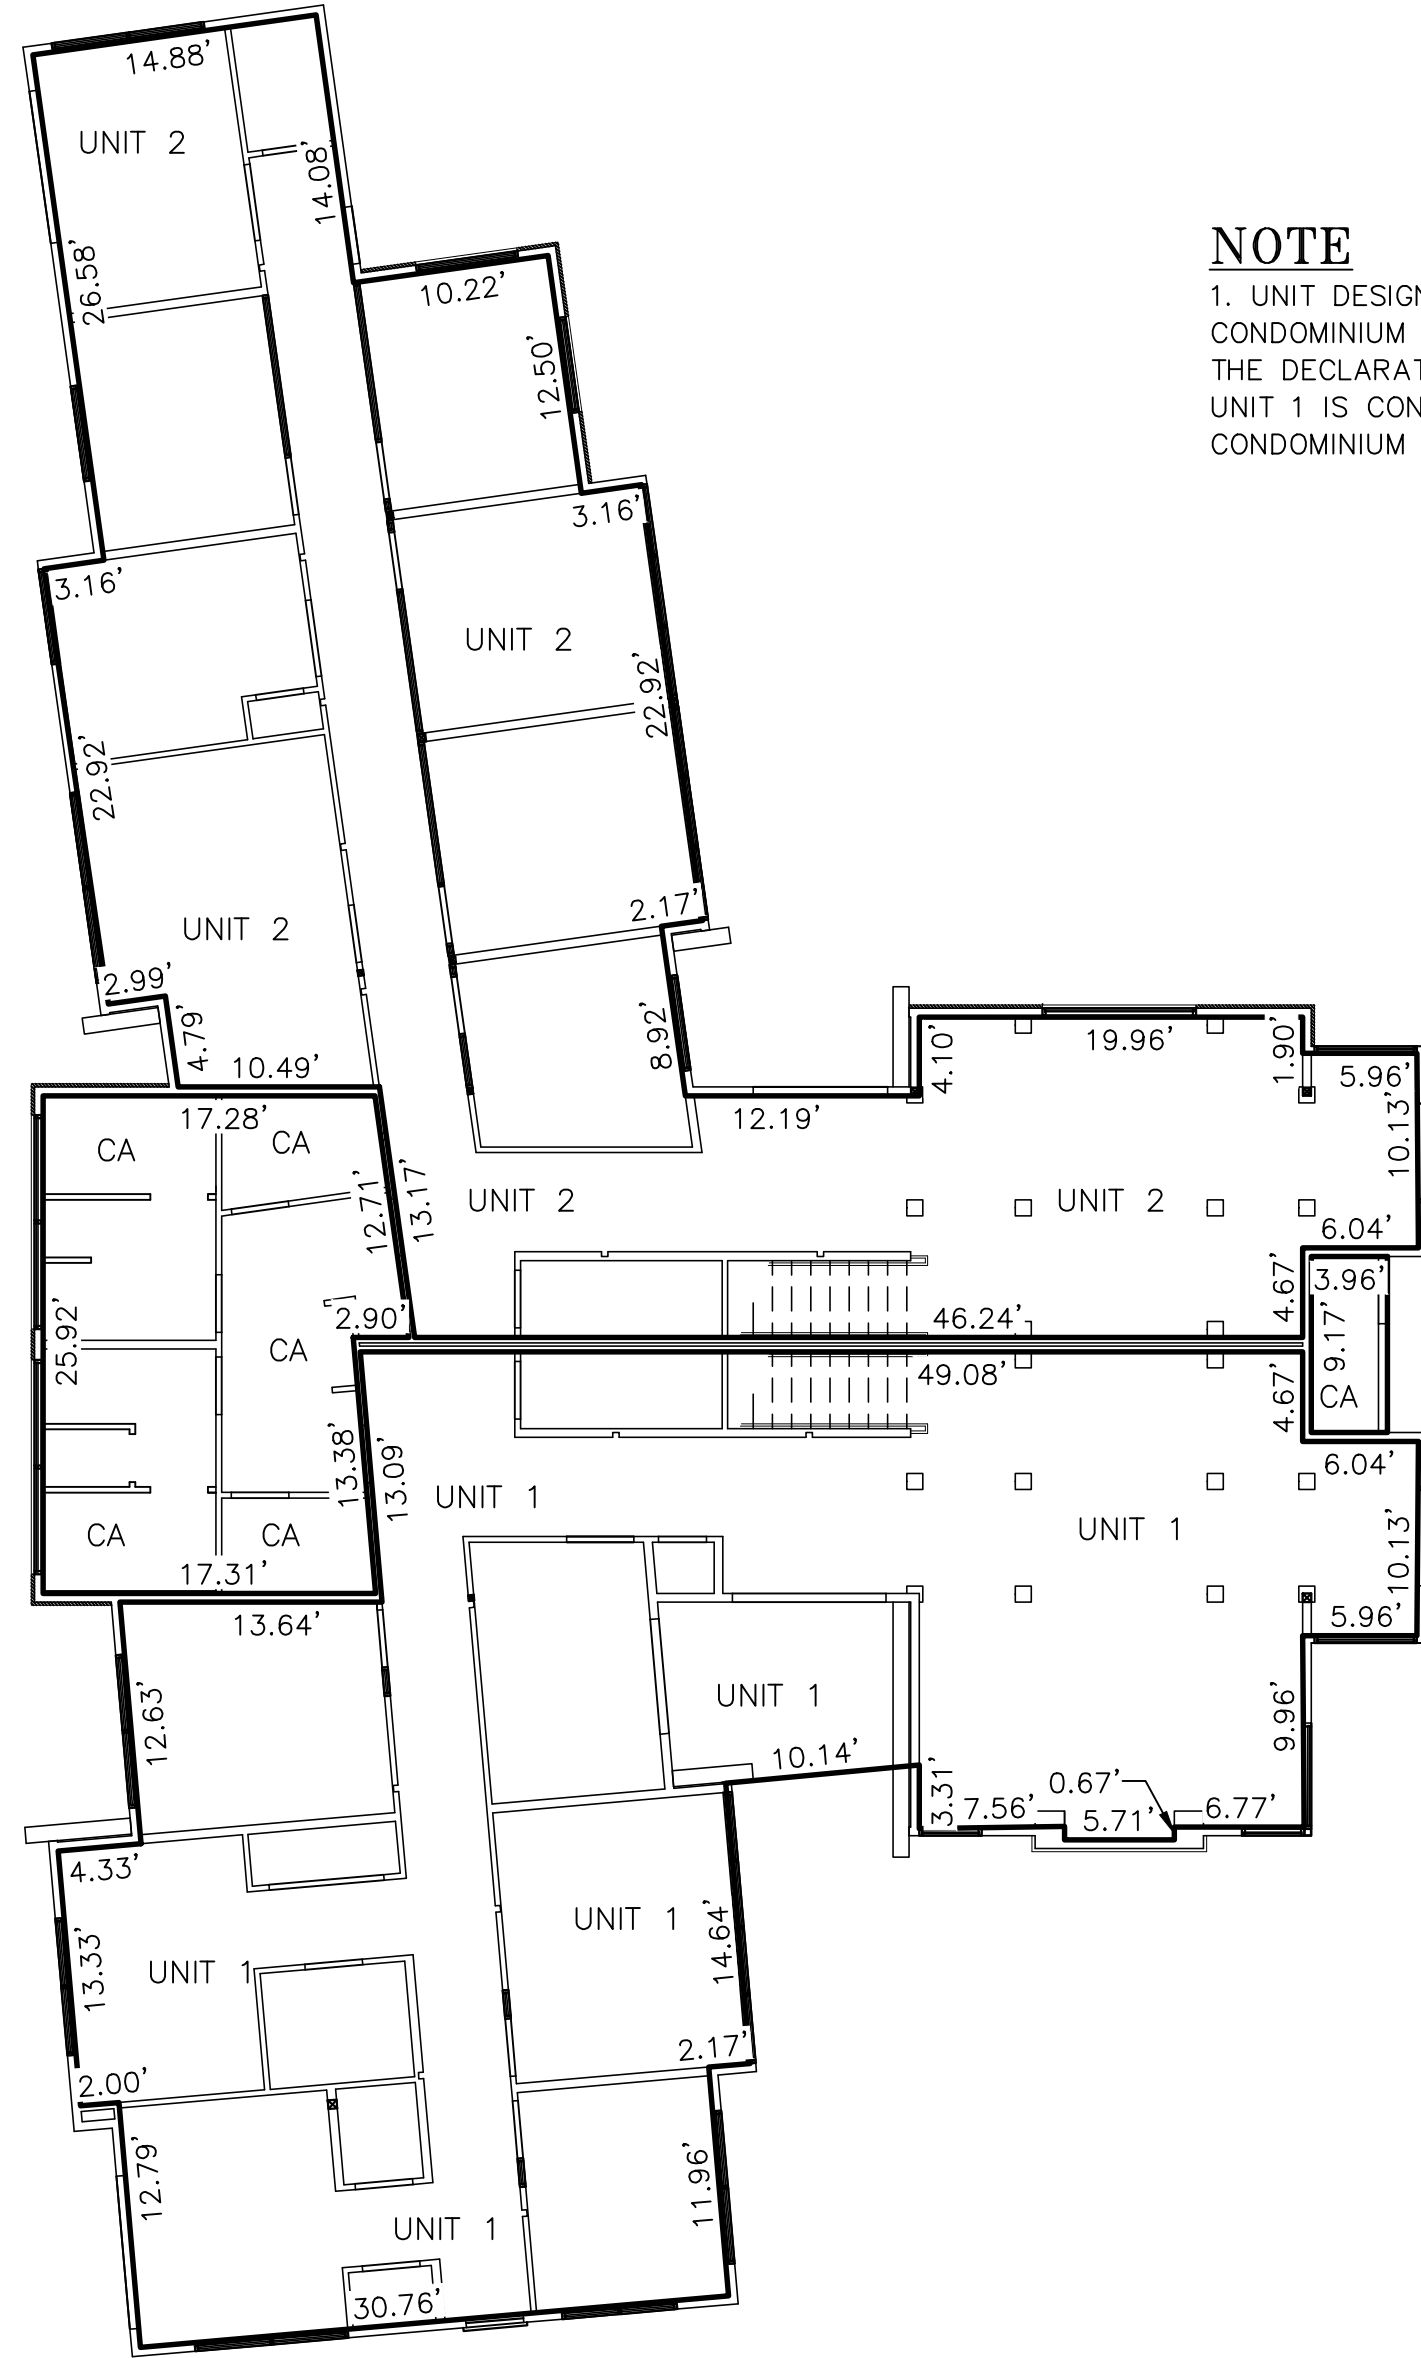 14.88'
UNIT 2
14.08'
NOTE
1. UNIT DESIGN
CONDOMINIUM
THE DECLARAT
UNIT 1 IS CON
CONDOMINIUM
26.58'
10.22'
12.50'
3.16'
3.16'
UNIT 2
22.92'
22.92'
2.17'
UNIT 2
2.99'
4.79'
8.92'
4.10'
19.96'
1.90'
10.49'
5.96'
17.28'
12.19'
10.13'
CA
CA
12.71'
13.17'
UNIT 2
UNIT 2
6.04'
4.67'
3.96'
2.90'
46.24'
25.92'
CA
9.17'
49.08'
4.67'
CA
13.38'
13.09'
6.04'
UNIT 1
UNIT 1
CA
CA
10.13'
17.31'
13.64'
5.96'
12.63'
UNIT 1
9.96'
10.14'
3.31'
0.67'
7.56'
5.71'
6.77'
4.33'
UNIT 1
14.64'
13.33'
UNIT 1
2.17'
2.00'
12.79'
11.96'
UNIT 1
30.76'